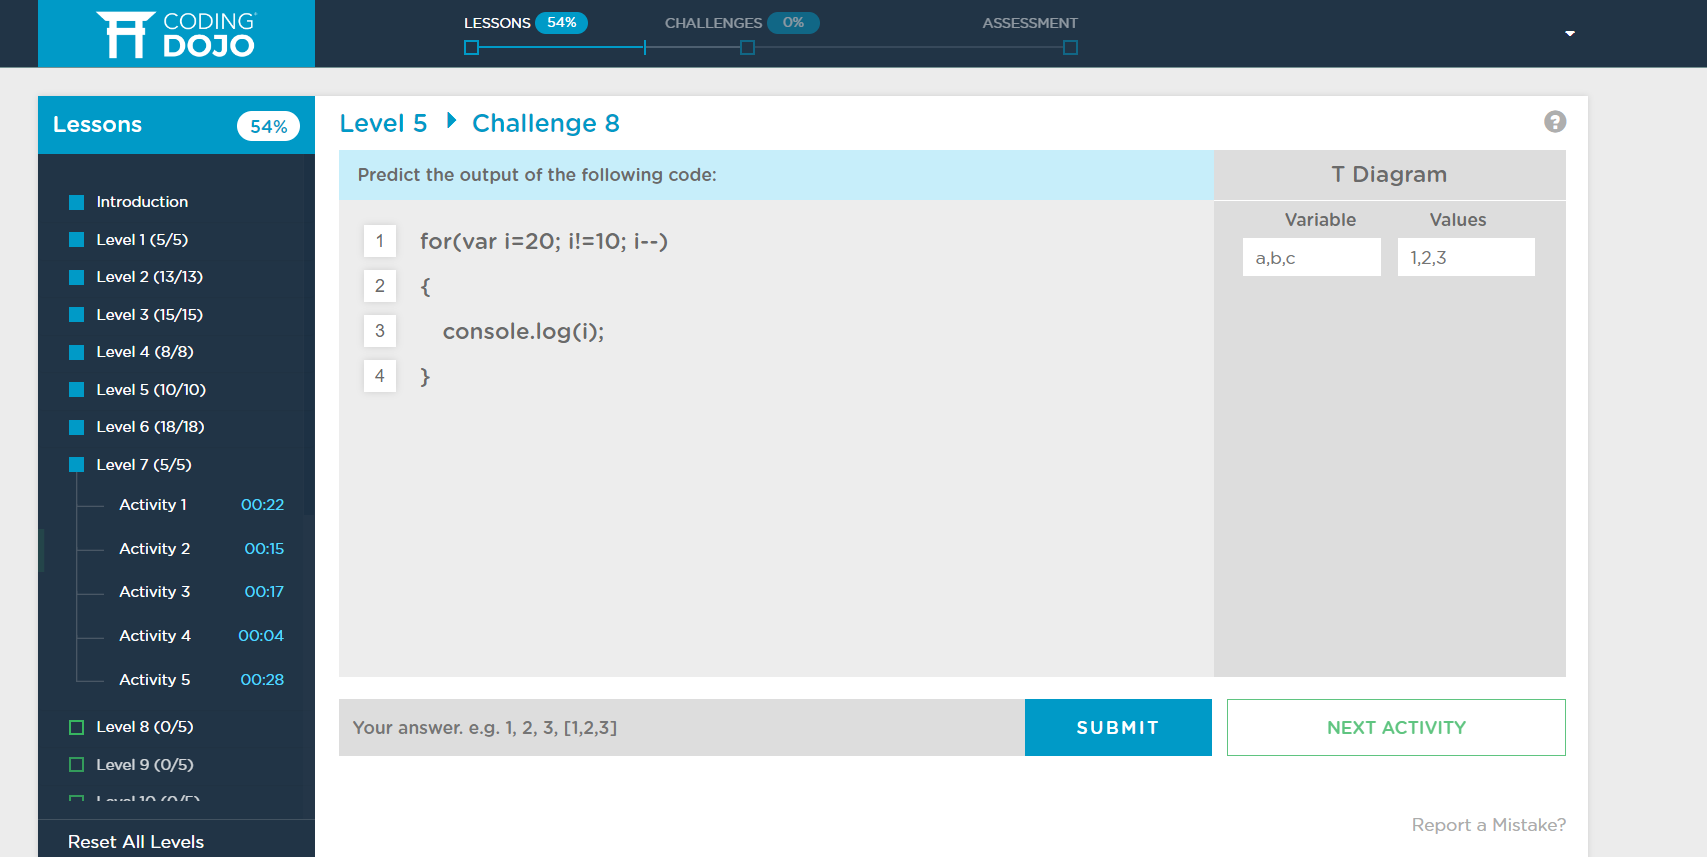 CODING
DOJO
LESSONS 54%
CHALLENGES 0%
ASSESSMENT
Lessons 54%
Introduction
Level 1 (5/5)
Level 2 (13/13)
Level 3 (15/15)
Level 4 (8/8)
Level 5 (10/10)
Level 6 (18/18)
Level 7 (5/5)
Activity 1 00:22
Activity 2 00:15
Activity 3 00:17
Activity 4 00:04
Activity 5 00:28
Level 8 (0/5)
Level 9 (0/5)
Level 10 (0/5)
Reset All Levels
Level 5 Challenge 8
?
Predict the output of the following code:
1 for(var i=20; i!=10; i--)
2 {
3 console.log(i);
4 }
T Diagram
Variable Values
a,b,c 1,2,3
Your answer. e.g. 1, 2, 3, [1,2,3]
SUBMIT
NEXT ACTIVITY
Report a Mistake?